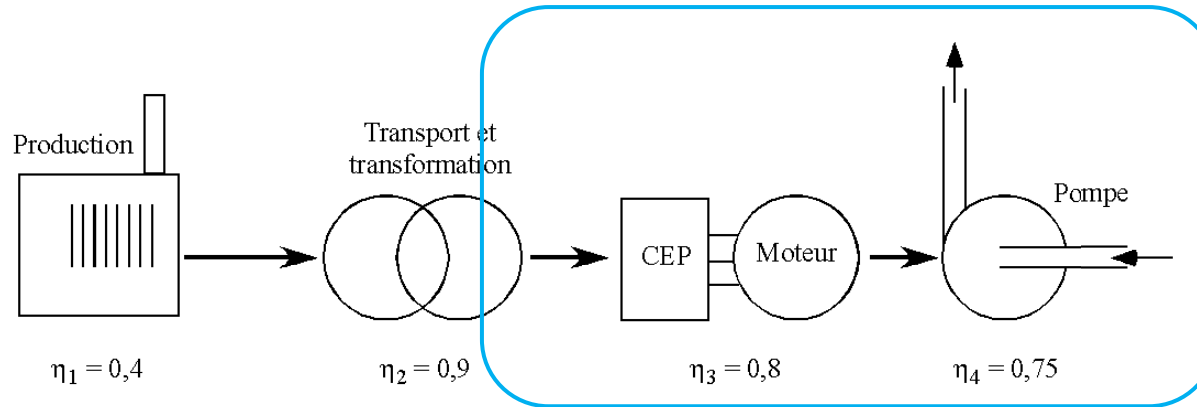 Production
Transport et
transformation
CEP
Moteur
Pompe
η₁ = 0,4
η₂ = 0,9
η₃ = 0,8
η₄ = 0,75